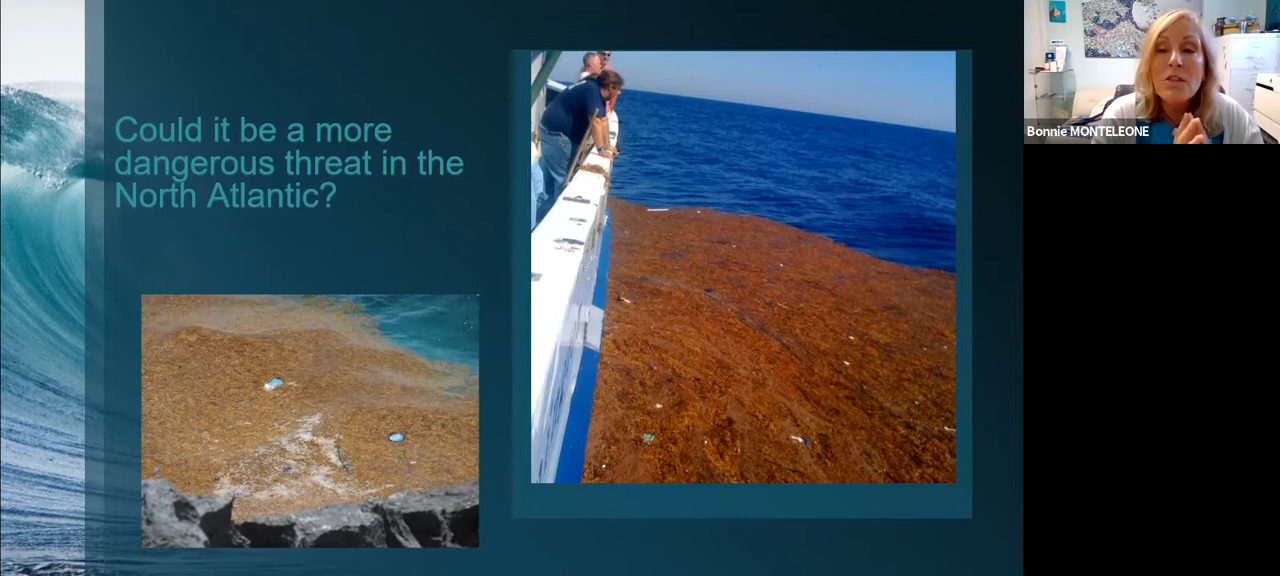 Could it be a more
dangerous threat in the
North Atlantic?
Bonnie MONTELEONE